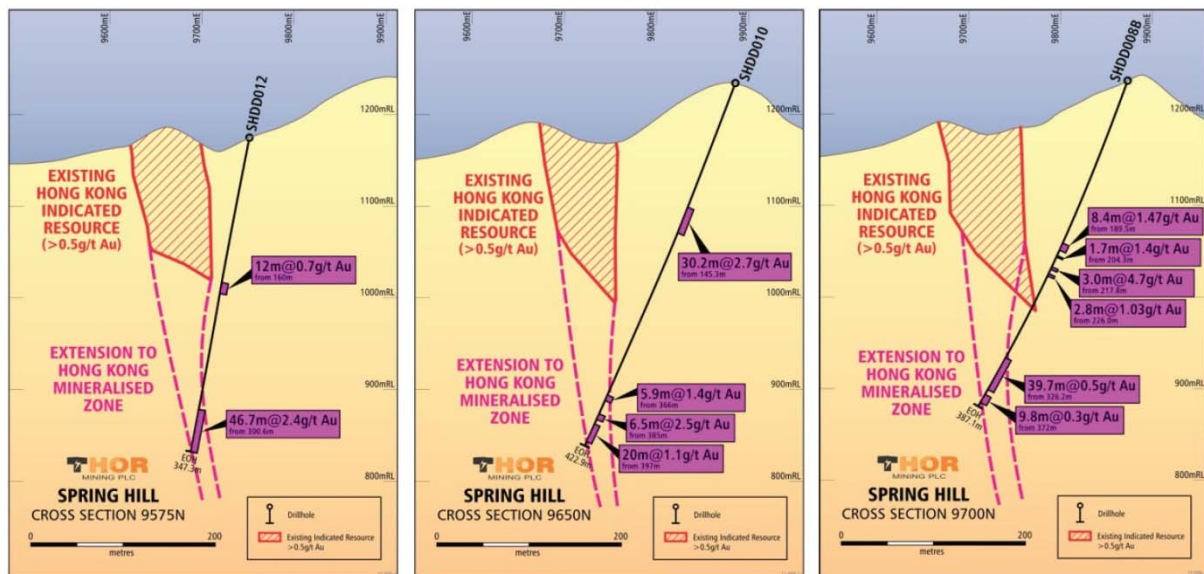 9600mE
9700mE
9800mE
9900mE
SHDD012
1200mRL
EXISTING
HONG KONG
INDICATED
RESOURCE
(>0.5g/t Au)
1100mRL
12m@0.7g/t Au
from 160m
1000mRL
EXTENSION TO
HONG KONG
MINERALISED
ZONE
900mRL
46.7m@2.4g/t Au
from 300.6m
EOH
347.3m
800mRL
THOR
MINING PLC
SPRING HILL
CROSS SECTION 9575N
0
200
metres
Drillhole
Existing Indicated Resource
>0.5g/t Au
9600mE
9700mE
9800mE
9900mE
SHDD010
1200mRL
EXISTING
HONG KONG
INDICATED
RESOURCE
(>0.5g/t Au)
1100mRL
30.2m@2.7g/t Au
from 145.3m
1000mRL
EXTENSION TO
HONG KONG
MINERALISED
ZONE
900mRL
5.9m@1.4g/t Au
from 366m
6.5m@2.5g/t Au
from 385m
20m@1.1g/t Au
from 397m
EOH
422.9m
800mRL
THOR
MINING PLC
SPRING HILL
CROSS SECTION 9650N
0
200
metres
Drillhole
Existing Indicated Resource
>0.5g/t Au
9600mE
9700mE
9800mE
9900mE
SHDD008B
1200mRL
EXISTING
HONG KONG
INDICATED
RESOURCE
(>0.5g/t Au)
1100mRL
8.4m@1.47g/t Au
from 189.5m
1.7m@1.4g/t Au
from 204.3m
3.0m@4.7g/t Au
from 217.8m
2.8m@1.03g/t Au
from 226.0m
1000mRL
EXTENSION TO
HONG KONG
MINERALISED
ZONE
900mRL
39.7m@0.5g/t Au
from 326.2m
9.8m@0.3g/t Au
from 372m
EOH
387.1m
800mRL
THOR
MINING PLC
SPRING HILL
CROSS SECTION 9700N
0
200
metres
Drillhole
Existing Indicated Resource
>0.5g/t Au